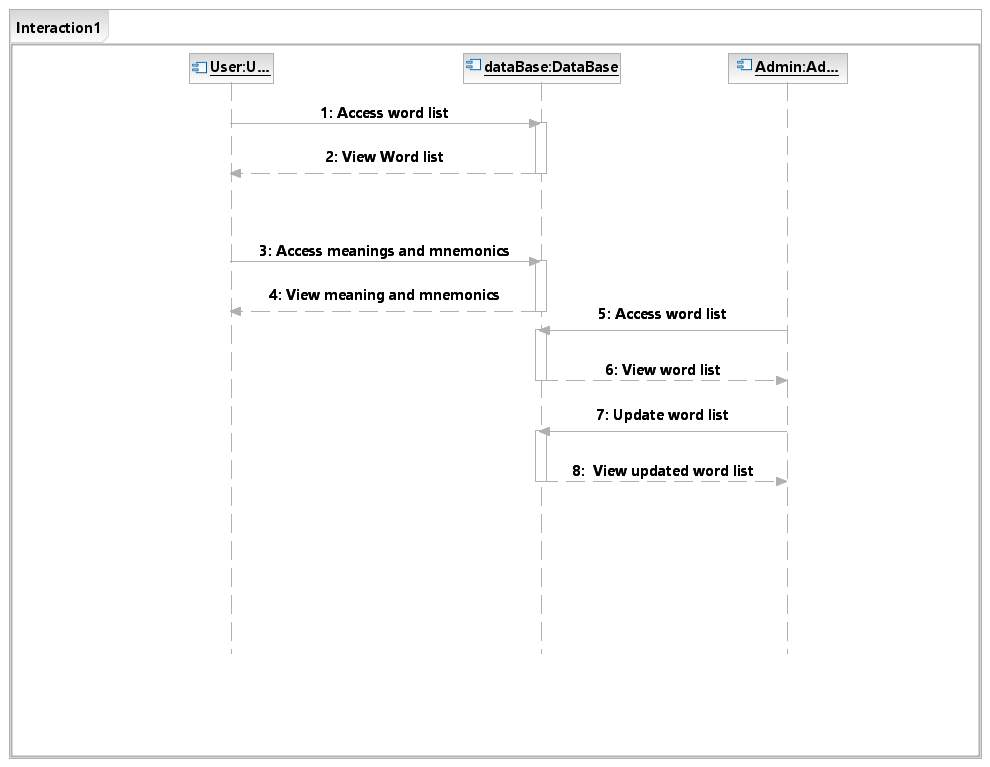 Interaction1
User:U...
dataBase:DataBase
Admin:Ad...
1: Access word list
2: View Word list
3: Access meanings and mnemonics
4: View meaning and mnemonics
5: Access word list
6: View word list
7: Update word list
8:  View updated word list